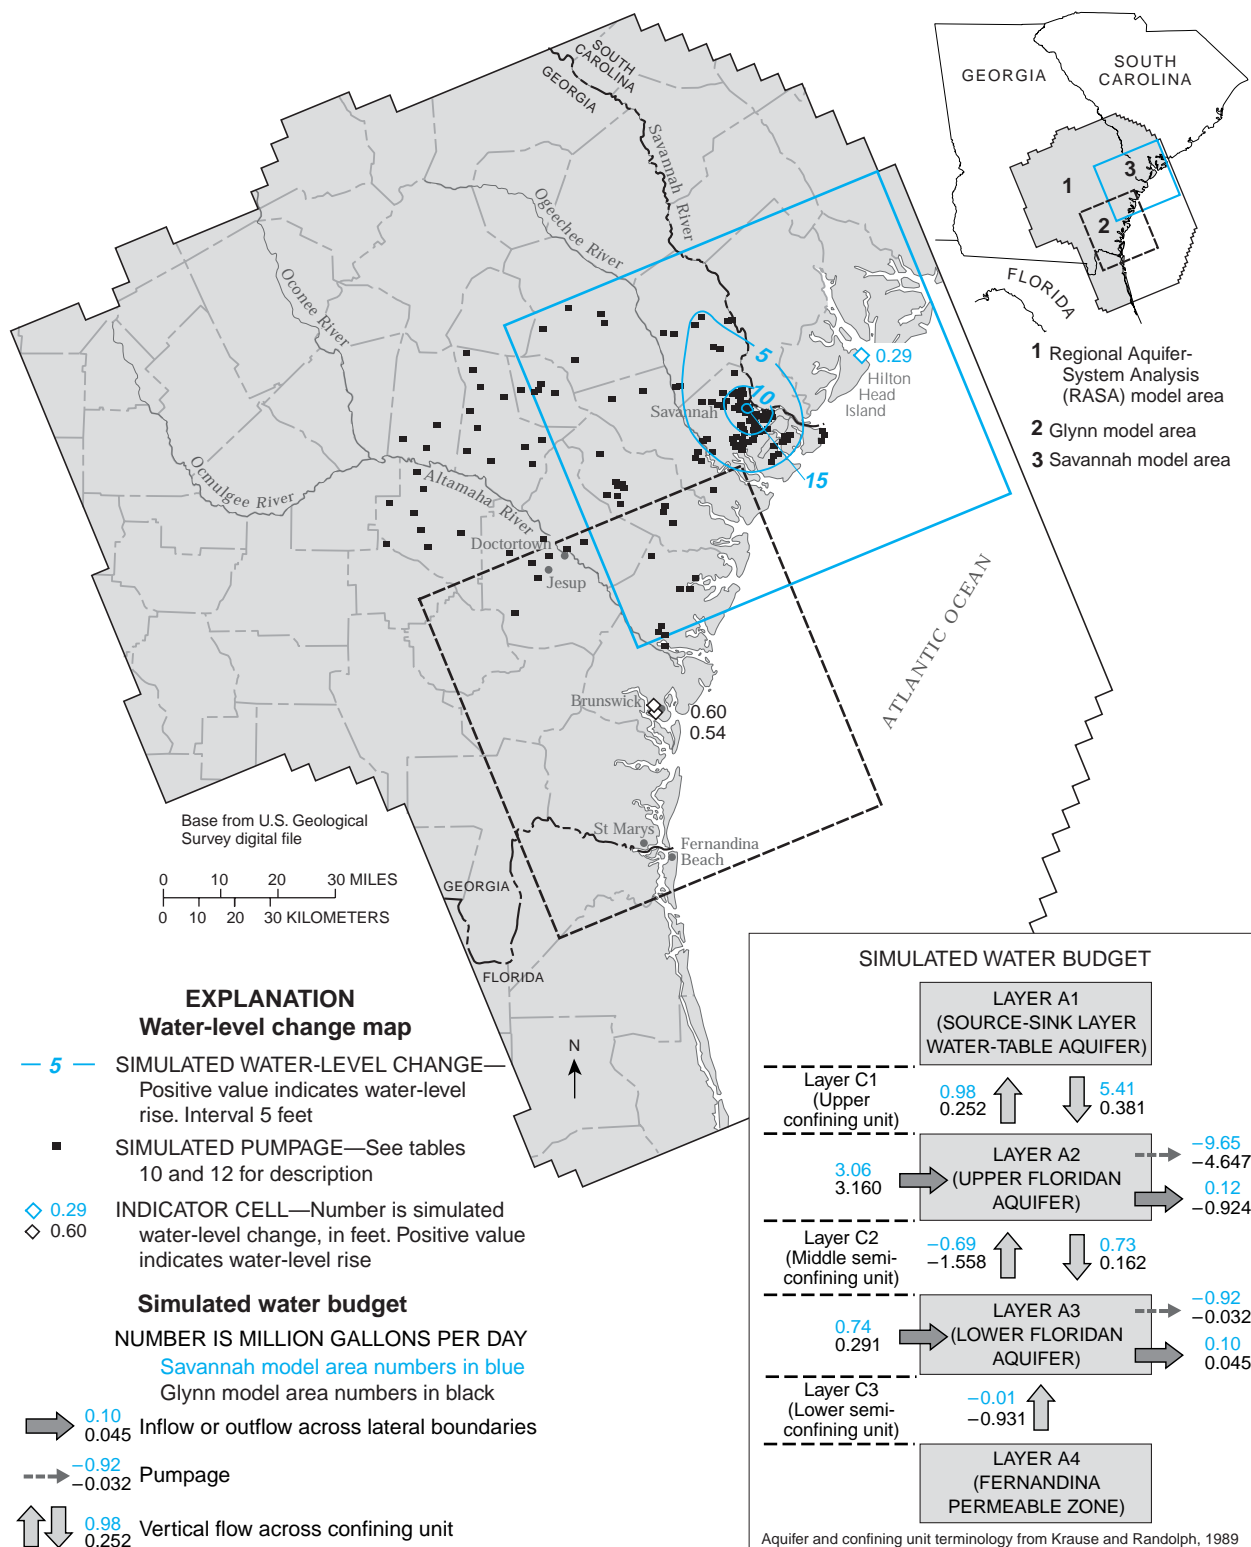 SOUTH
CAROLINA
GEORGIA
Savannah River
Ogeechee River
Oconee River
Ocmulgee River
Altamaha River
5
10
15
0.29
Hilton
Head
Island
Savannah
Doctortown
Jesup
Brunswick
0.60
0.54
ATLANTIC OCEAN
St Marys
Fernandina
Beach
GEORGIA
FLORIDA
N
Base from U.S. Geological
Survey digital file
0 10 20 30 MILES
0 10 20 30 KILOMETERS
GEORGIA
SOUTH
CAROLINA
FLORIDA
1
2
3
1 Regional Aquifer-
System Analysis
(RASA) model area
2 Glynn model area
3 Savannah model area
EXPLANATION
Water-level change map
5 SIMULATED WATER-LEVEL CHANGE—
Positive value indicates water-level
rise. Interval 5 feet
SIMULATED PUMPAGE—See tables
10 and 12 for description
0.29 INDICATOR CELL—Number is simulated
0.60 water-level change, in feet. Positive value
indicates water-level rise
Simulated water budget
NUMBER IS MILLION GALLONS PER DAY
Savannah model area numbers in blue
Glynn model area numbers in black
0.10
0.045 Inflow or outflow across lateral boundaries
−0.92
−0.032 Pumpage
0.98
0.252 Vertical flow across confining unit
SIMULATED WATER BUDGET
LAYER A1
(SOURCE-SINK LAYER
WATER-TABLE AQUIFER)
Layer C1
(Upper
confining unit)
0.98
0.252
5.41
0.381
3.06
3.160
LAYER A2
(UPPER FLORIDAN
AQUIFER)
−9.65
−4.647
0.12
−0.924
Layer C2
(Middle semi-
confining unit)
−0.69
−1.558
0.73
0.162
0.74
0.291
LAYER A3
(LOWER FLORIDAN
AQUIFER)
−0.92
−0.032
0.10
0.045
Layer C3
(Lower semi-
confining unit)
−0.01
−0.931
LAYER A4
(FERNANDINA
PERMEABLE ZONE)
Aquifer and confining unit terminology from Krause and Randolph, 1989